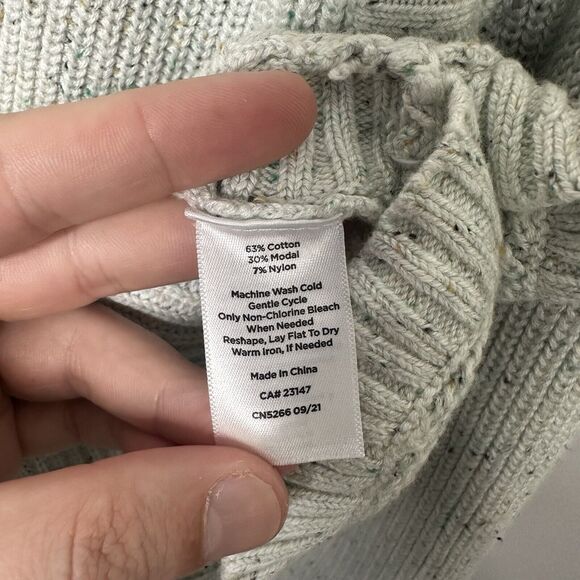 63% Cotton
30% Modal
7% Nylon
Machine Wash Cold
Gentle Cycle
Only Non-Chlorine Bleach
When Needed
Reshape, Lay Flat To Dry
Warm Iron, If Needed
Made In China
CA# 23147
CN5266 09/21